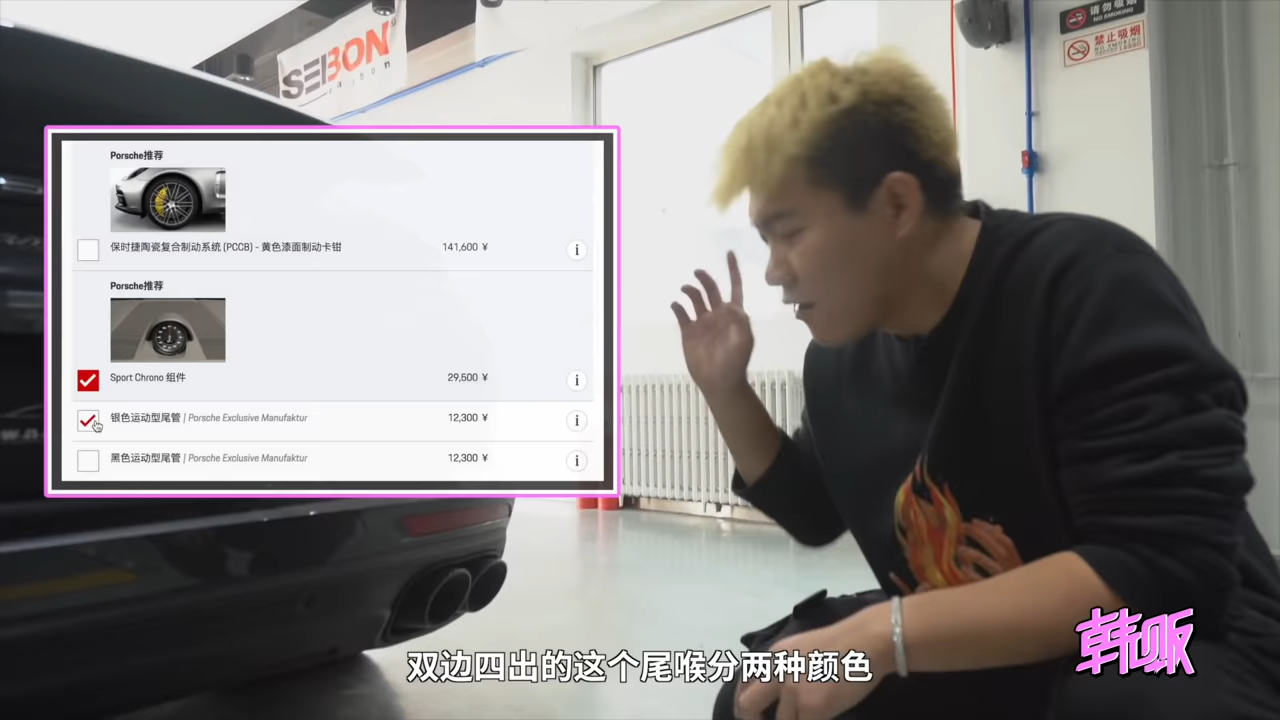 SEIBON
carbon
请勿吸烟
NO SMOKING
禁止吸烟
Porsche推荐
保时捷陶瓷复合制动系统 (PCCB) - 黄色漆面制动卡钳
141,600 ¥
i
Porsche推荐
Sport Chrono 组件
29,500 ¥
i
银色运动型尾管 | Porsche Exclusive Manufaktur
12,300 ¥
i
黑色运动型尾管 | Porsche Exclusive Manufaktur
12,300 ¥
i
韩贩
双边四出的这个尾喉分两种颜色